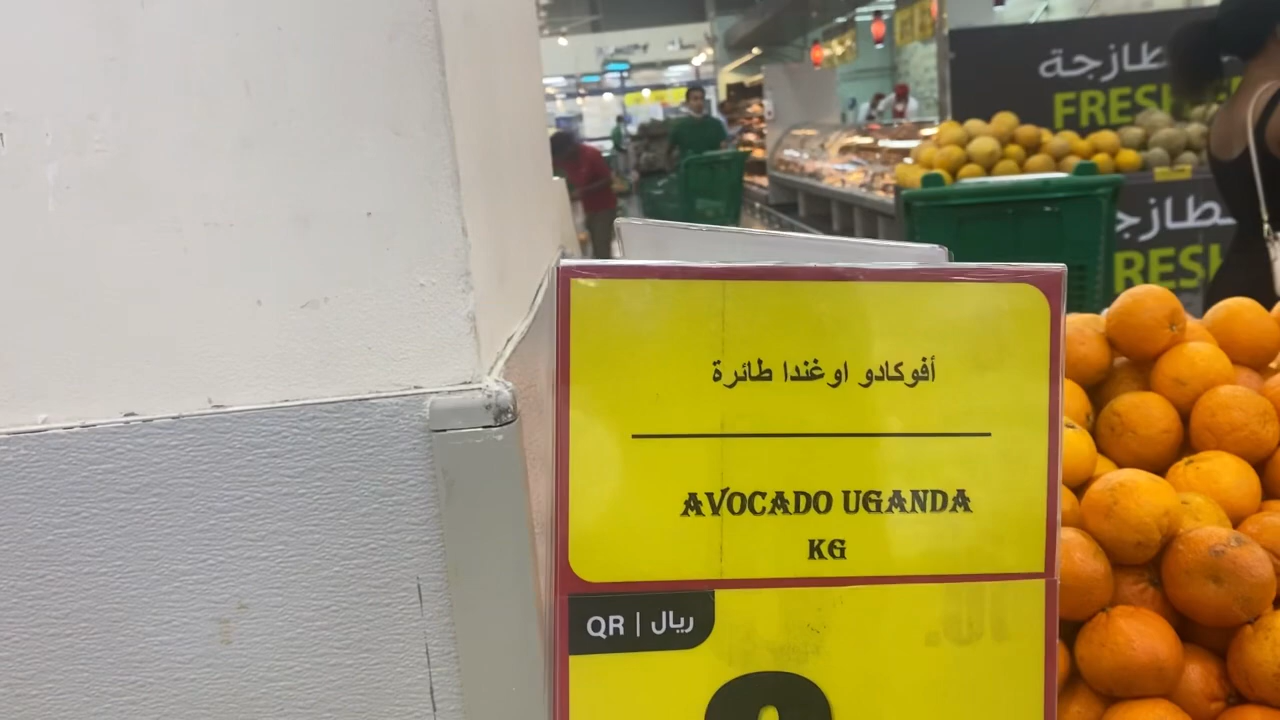 طازجة
FRESH
طازجة
FRESH
أفوكادو اوغندا طائرة
AVOCADO UGANDA
KG
QR | ريال